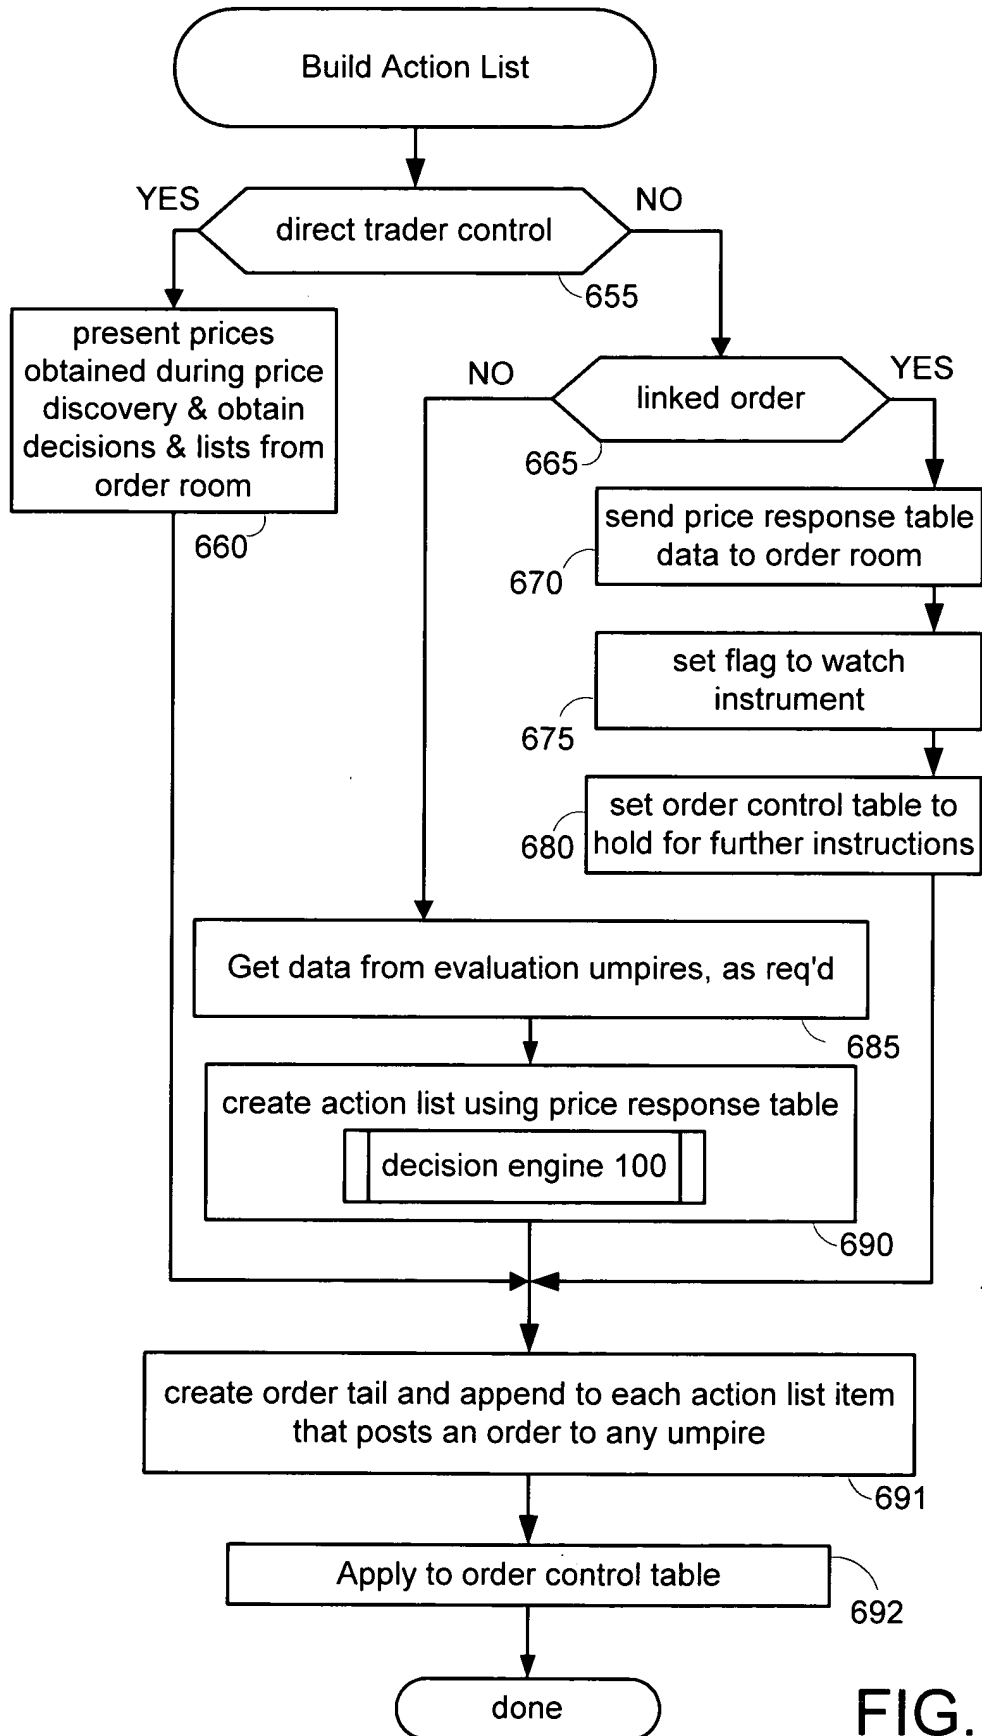 Build Action List
YES
NO
direct trader control
655
present prices
obtained during price
discovery & obtain
decisions & lists from
order room
660
NO
YES
linked order
665
send price response table
data to order room
670
set flag to watch
instrument
675
set order control table to
hold for further instructions
680
Get data from evaluation umpires, as req'd
685
create action list using price response table
decision engine 100
690
create order tail and append to each action list item
that posts an order to any umpire
691
Apply to order control table
692
done
FIG.